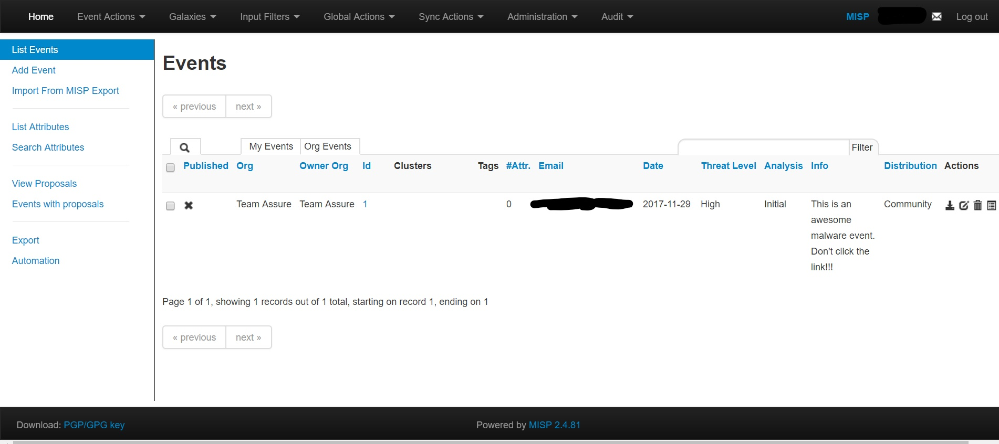 Home Event Actions Galaxies Input Filters Global Actions Sync Actions Administration Audit MISP Log out
List Events
Add Event
Import From MISP Export
List Attributes
Search Attributes
View Proposals
Events with proposals
Export
Automation
Events
« previous next »
My Events Org Events Filter
Published Org Owner Org Id Clusters Tags #Attr. Email Date Threat Level Analysis Info Distribution Actions
Team Assure Team Assure 1 0 2017-11-29 High Initial This is an Community
awesome
malware event.
Don't click the
link!!!
Page 1 of 1, showing 1 records out of 1 total, starting on record 1, ending on 1
« previous next »
Download: PGP/GPG key Powered by MISP 2.4.81